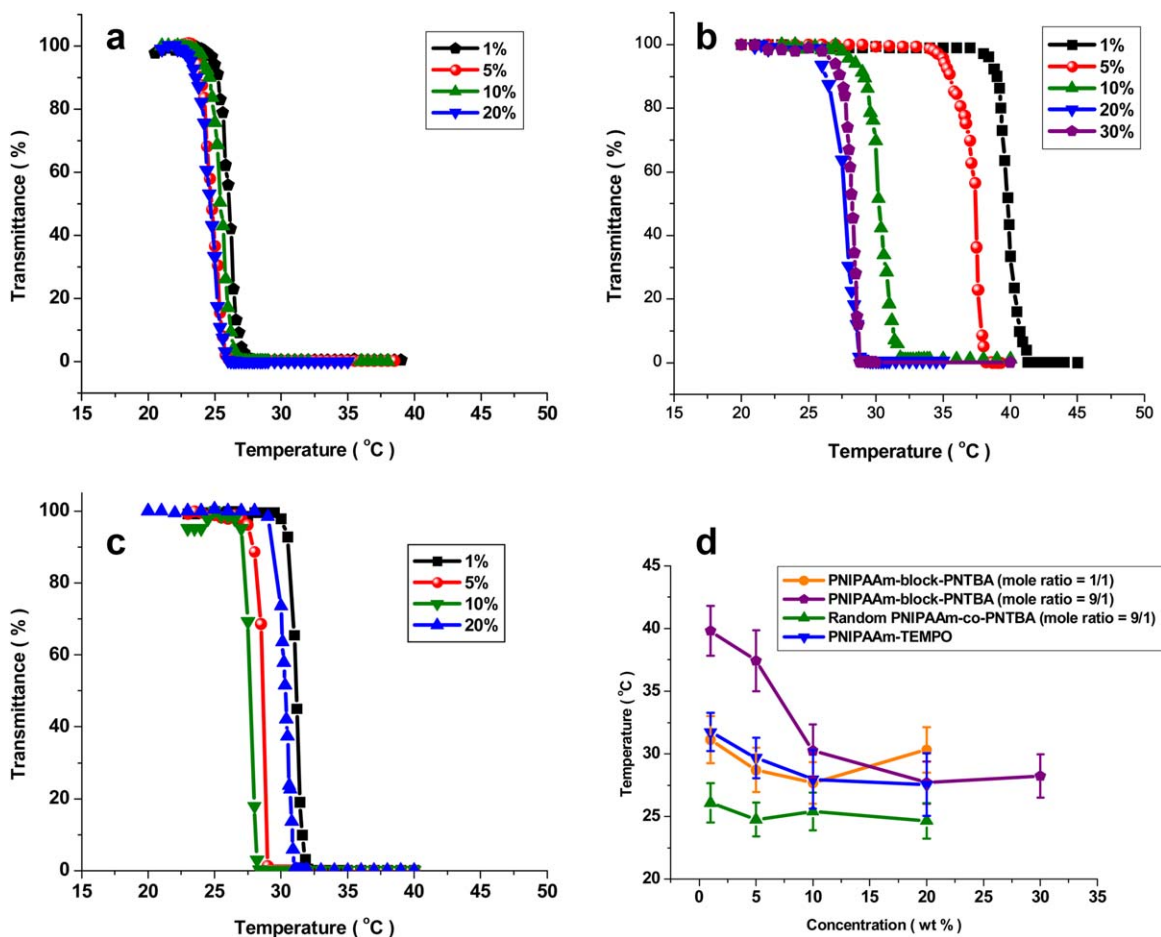 a
1%
5%
10%
20%
Transmittance ( % )
100
80
60
40
20
0
15 20 25 30 35 40 45 50
Temperature ( °C )
b
1%
5%
10%
20%
30%
Transmittance ( % )
100
80
60
40
20
0
15 20 25 30 35 40 45 50
Temperature ( °C )
c
1%
5%
10%
20%
Transmittance ( % )
100
80
60
40
20
0
15 20 25 30 35 40 45 50
Temperature ( °C )
d
PNIPAAm-block-PNTBA (mole ratio = 1/1)
PNIPAAm-block-PNTBA (mole ratio = 9/1)
Random PNIPAAm-co-PNTBA (mole ratio = 9/1)
PNIPAAm-TEMPO
Temperature ( °C )
45
40
35
30
25
20
0 5 10 15 20 25 30 35
Concentration ( wt % )